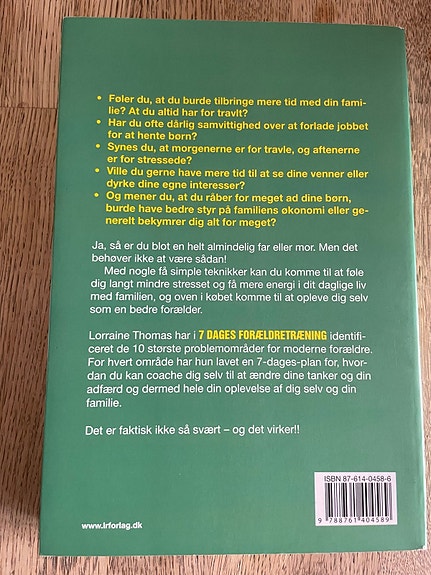 • Føler du, at du burde tilbringe mere tid med din fami-
lie? At du altid har for travlt?
• Har du ofte dårlig samvittighed over at forlade jobbet
for at hente børn?
• Synes du, at morgenerne er for travle, og aftenerne
er for stressede?
• Ville du gerne have mere tid til at se dine venner eller
dyrke dine egne interesser?
• Og mener du, at du råber for meget ad dine børn,
burde have bedre styr på familiens økonomi eller ge-
nerelt bekymrer dig alt for meget?
Ja, så er du blot en helt almindelig far eller mor. Men det
behøver ikke at være sådan!
Med nogle få simple teknikker kan du komme til at føle
dig langt mindre stresset og få mere energi i dit daglige liv
med familien, og oven i købet komme til at opleve dig selv
som en bedre forælder.
Lorraine Thomas har i 7 DAGES FORÆLDRETRÆNING identifi-
ceret de 10 største problemområder for moderne forældre.
For hvert område har hun lavet en 7-dages-plan for, hvor-
dan du kan coache dig selv til at ændre dine tanker og din
adfærd og dermed hele din oplevelse af dig selv og din
familie.
Det er faktisk ikke så svært – og det virker!!
ISBN 87-614-0458-6
9 788761 404589
www.lrforlag.dk